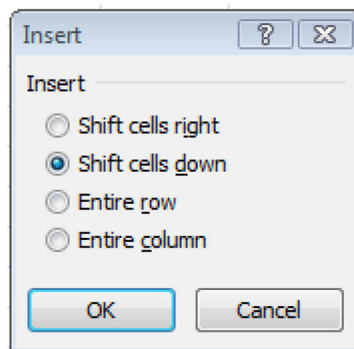 Insert
Insert
Shift cells right
Shift cells down
Entire row
Entire column
OK
Cancel